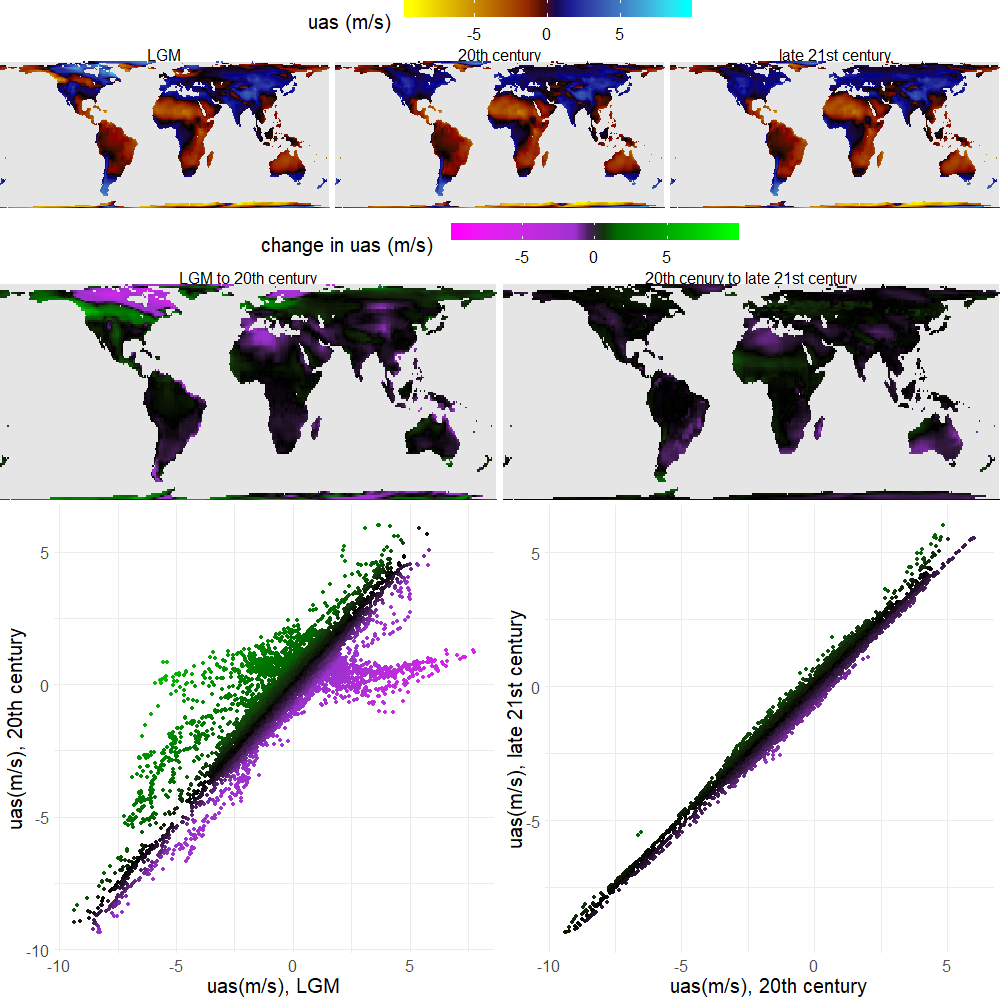 uas (m/s)
-5 0 5
LGM 20th century late 21st century
change in uas (m/s)
-5 0 5
LGM to 20th century 20th cenury to late 21st century
uas(m/s), 20th century
5
0
-5
-10
-10 -5 0 5
uas(m/s), LGM
uas(m/s), late 21st century
5
0
-5
-10 -5 0 5
uas(m/s), 20th century